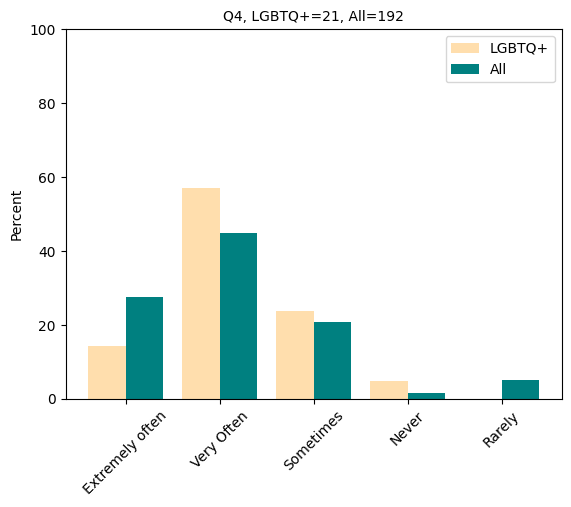 Q4, LGBTQ+=21, All=192
100
80
60
40
20
0
Percent
LGBTQ+
All
Extremely often
Very Often
Sometimes
Never
Rarely